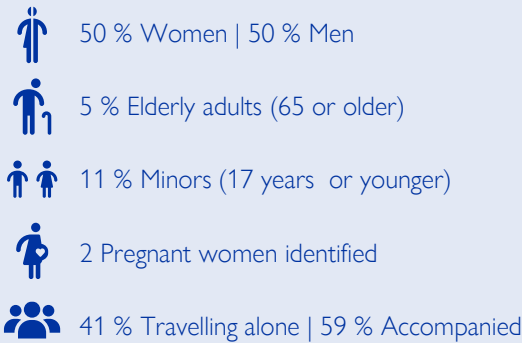 50 % Women | 50 % Men
5 % Elderly adults (65 or older)
11 % Minors (17 years or younger)
2 Pregnant women identified
41 % Travelling alone | 59 % Accompanied